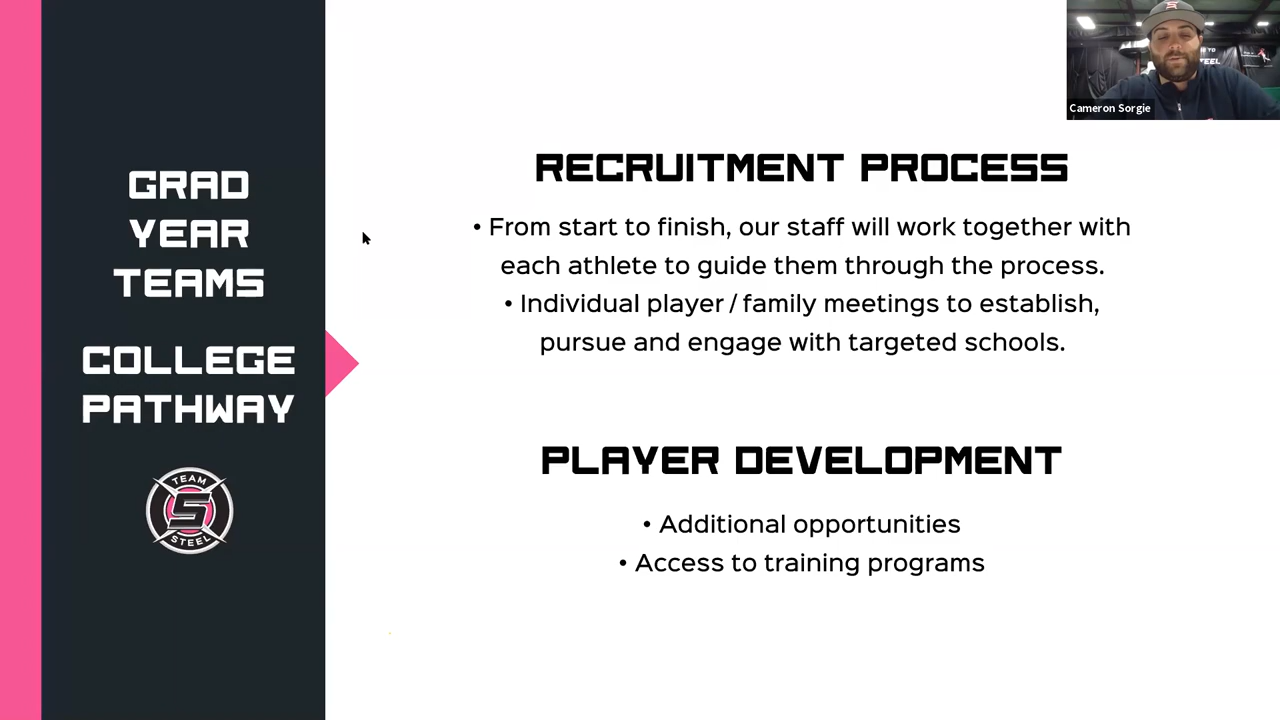 GRAD
YEAR
TEAMS
COLLEGE
PATHWAY
TEAM
S
STEEL
RECRUITMENT PROCESS
• From start to finish, our staff will work together with
each athlete to guide them through the process.
• Individual player / family meetings to establish,
pursue and engage with targeted schools.
PLAYER DEVELOPMENT
• Additional opportunities
• Access to training programs
Cameron Sorgie